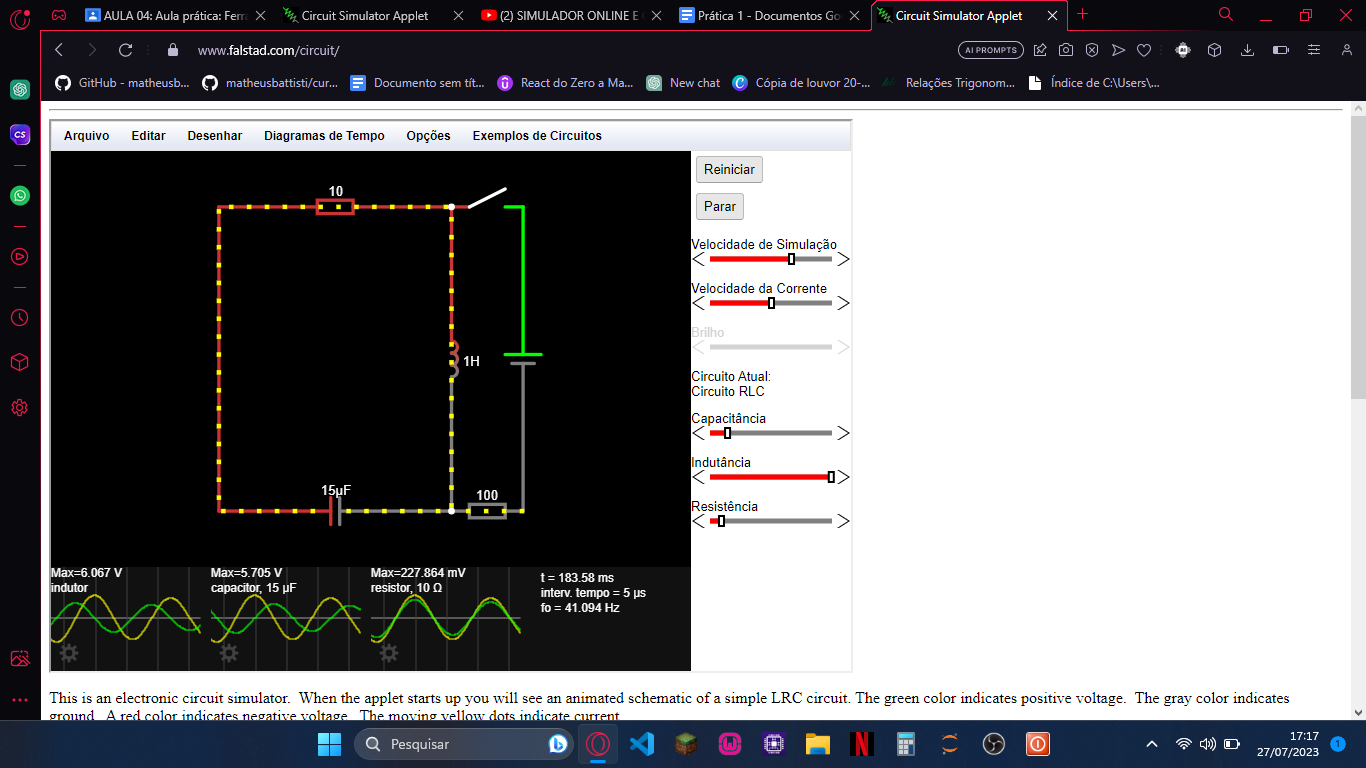 AULA 04: Aula prática: Ferra
Circuit Simulator Applet
(2) SIMULADOR ONLINE E
Prática 1 - Documentos Go
Circuit Simulator Applet
www.falstad.com/circuit/
AI PROMPTS
GitHub - matheusb...
matheusbattisti/cur...
Documento sem tít...
React do Zero a Ma...
New chat
Cópia de louvor 20-...
Relações Trigonom...
Índice de C:\Users\...
CS
Arquivo
Editar
Desenhar
Diagramas de Tempo
Opções
Exemplos de Circuitos
10
1H
15µF
100
Reiniciar
Parar
Velocidade de Simulação
Velocidade da Corrente
Brilho
Circuito Atual:
Circuito RLC
Capacitância
Indutância
Resistência
Max=6.067 V
indutor
Max=5.705 V
capacitor, 15 µF
Max=227.864 mV
resistor, 10 Ω
t = 183.58 ms
interv. tempo = 5 µs
fo = 41.094 Hz
This is an electronic circuit simulator.  When the applet starts up you will see an animated schematic of a simple LRC circuit. The green color indicates positive voltage.  The gray color indicates
ground.  A red color indicates negative voltage.  The moving yellow dots indicate current.
Pesquisar
17:17
27/07/2023
1